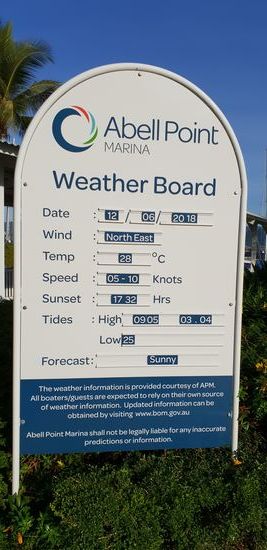 Abell Point
MARINA
Weather Board
Date : 12 / 06 / 20 18
Wind : North East
Temp : 28 °C
Speed : 05 - 10 Knots
Sunset : 17 32 Hrs
Tides : High 09 05 03 . 04
Low 25
Forecast : Sunny
The weather information is provided courtesy of APM.
All boaters/guests are expected to rely on their own source
of weather information. Updated information can be
obtained by visiting www.bom.gov.au
Abell Point Marina shall not be legally liable for any inaccurate
predictions or information.